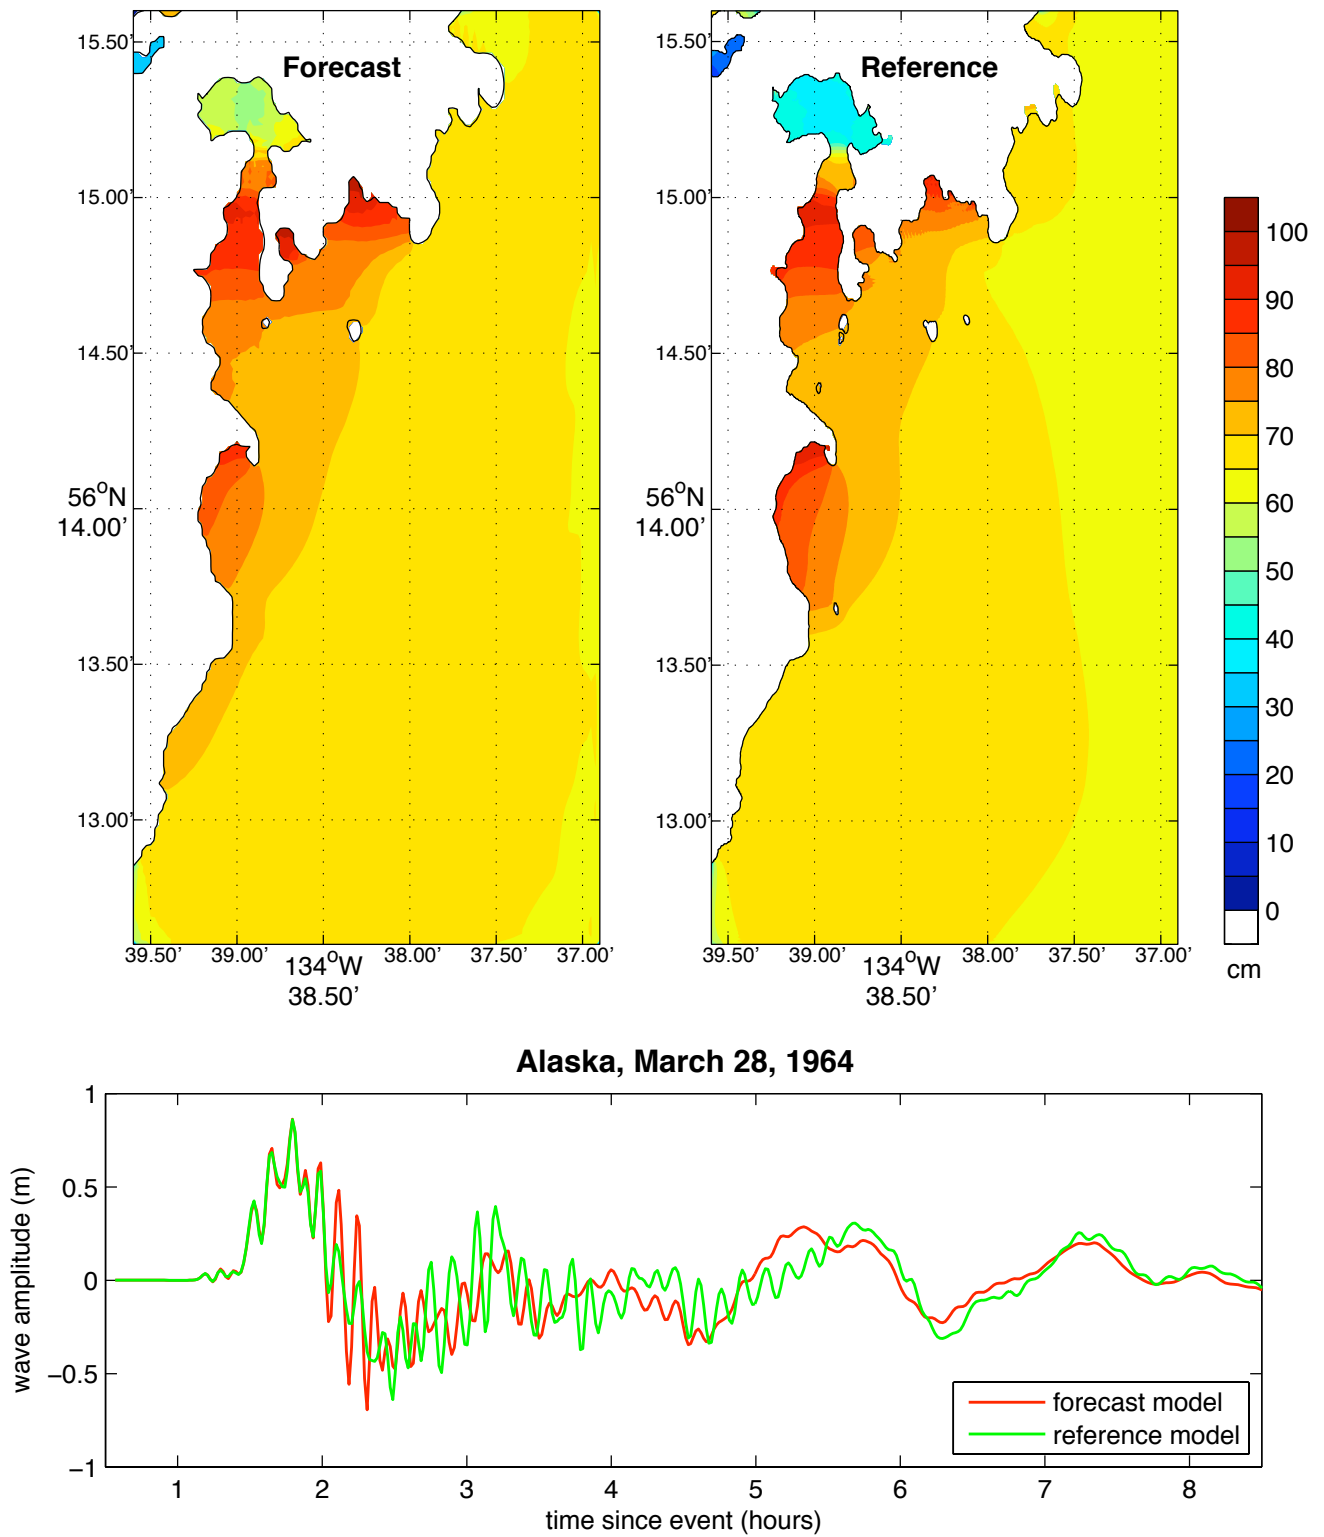 Forecast
15.50'
15.00'
14.50'
56oN
14.00'
13.50'
13.00'
39.50' 39.00' 134oW 38.00' 37.50' 37.00'
38.50'
Reference
15.50'
15.00'
14.50'
56oN
14.00'
13.50'
13.00'
39.50' 39.00' 134oW 38.00' 37.50' 37.00'
38.50'
100
90
80
70
60
50
40
30
20
10
0
cm
Alaska, March 28, 1964
wave amplitude (m)
1
0.5
0
−0.5
−1
forecast model
reference model
1 2 3 4 5 6 7 8
time since event (hours)